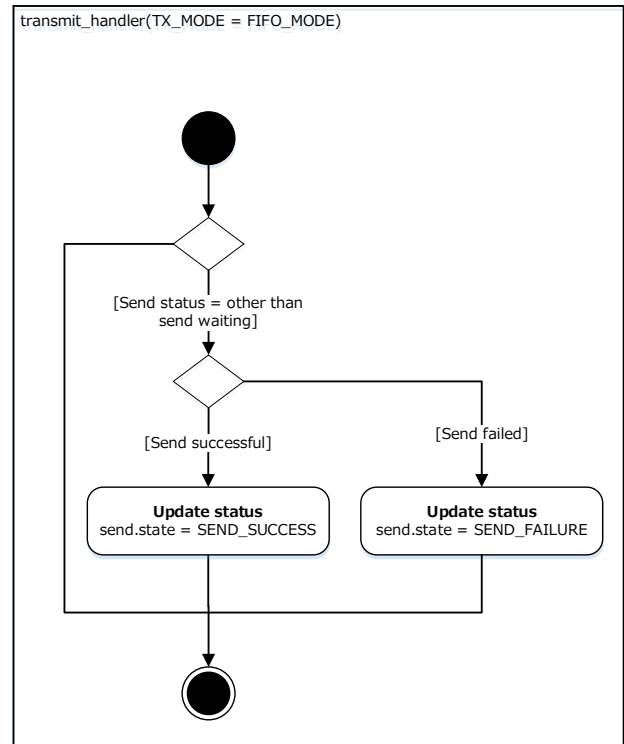 transmit_handler(TX_MODE = FIFO_MODE)
[Send status = other than
send waiting]
[Send successful]
[Send failed]
Update status
send.state = SEND_SUCCESS
Update status
send.state = SEND_FAILURE